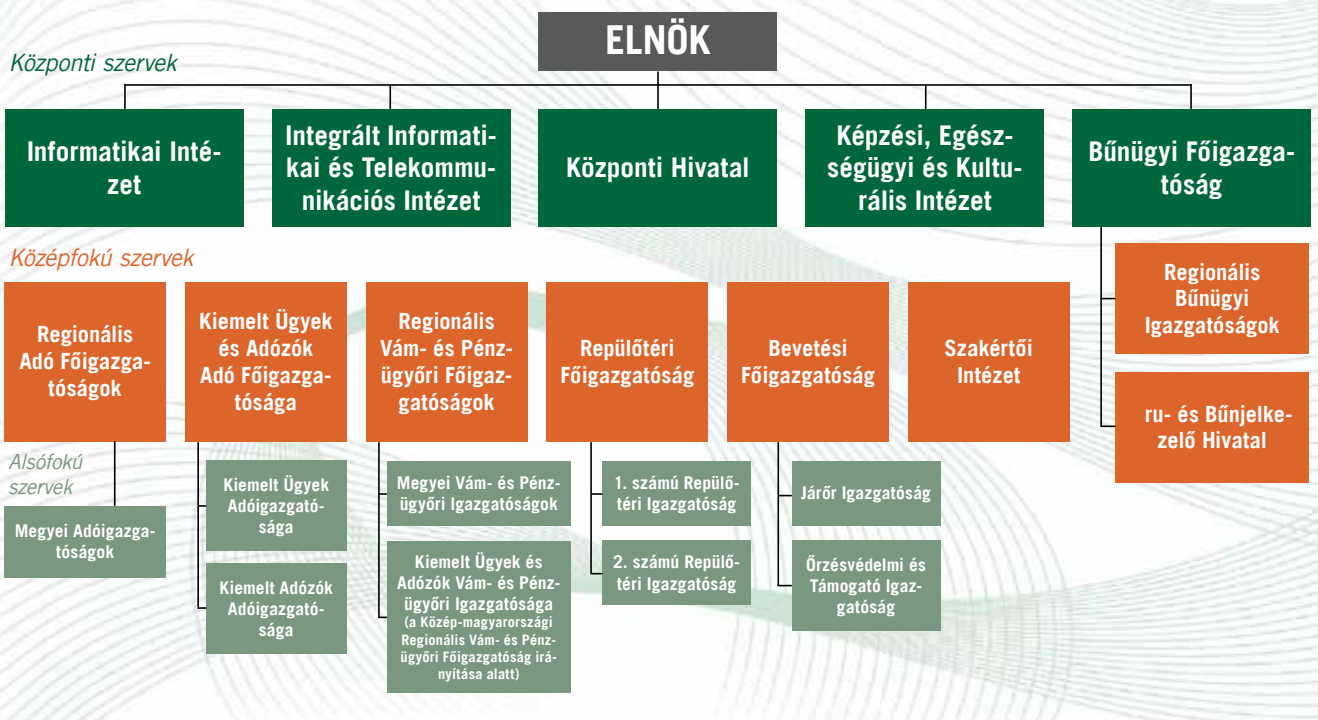 ELNÖK
Központi szervek
Informatikai Inté-
zet
Integrált Informati-
kai és Telekommu-
nikációs Intézet
Központi Hivatal
Képzési, Egész-
ségügyi és Kultu-
rális Intézet
Bűnügyi Főigazga-
tóság
Középfokú szervek
Regionális
Adó Főigazga-
tóságok
Kiemelt Ügyek
és Adózók
Adó Főigazga-
tósága
Regionális
Vám- és Pénz-
ügyőri Főigaz-
gatóságok
Repülőtéri
Főigazgatóság
Bevetési
Főigazgatóság
Szakértői
Intézet
Regionális
Bűnügyi
Igazgatóságok
ru- és Bűnjelke-
zelő Hivatal
Alsófokú
szervek
Megyei Adóigazga-
tóságok
Kiemelt Ügyek
Adóigazgató-
sága
Kiemelt Adózók
Adóigazgató-
sága
Megyei Vám- és Pénz-
ügyőri Igazgatóságok
Kiemelt Ügyek és
Adózók Vám- és Pénz-
ügyőri Igazgatósága
(a Közép-magyarországi
Regionális Vám- és Pénz-
ügyőri Főigazgatóság irá-
nyítása alatt)
1. számú Repülő-
téri Igazgatóság
2. számú Repülő-
téri Igazgatóság
Járőr Igazgatóság
Őrzésvédelmi és
Támogató Igaz-
gatóság